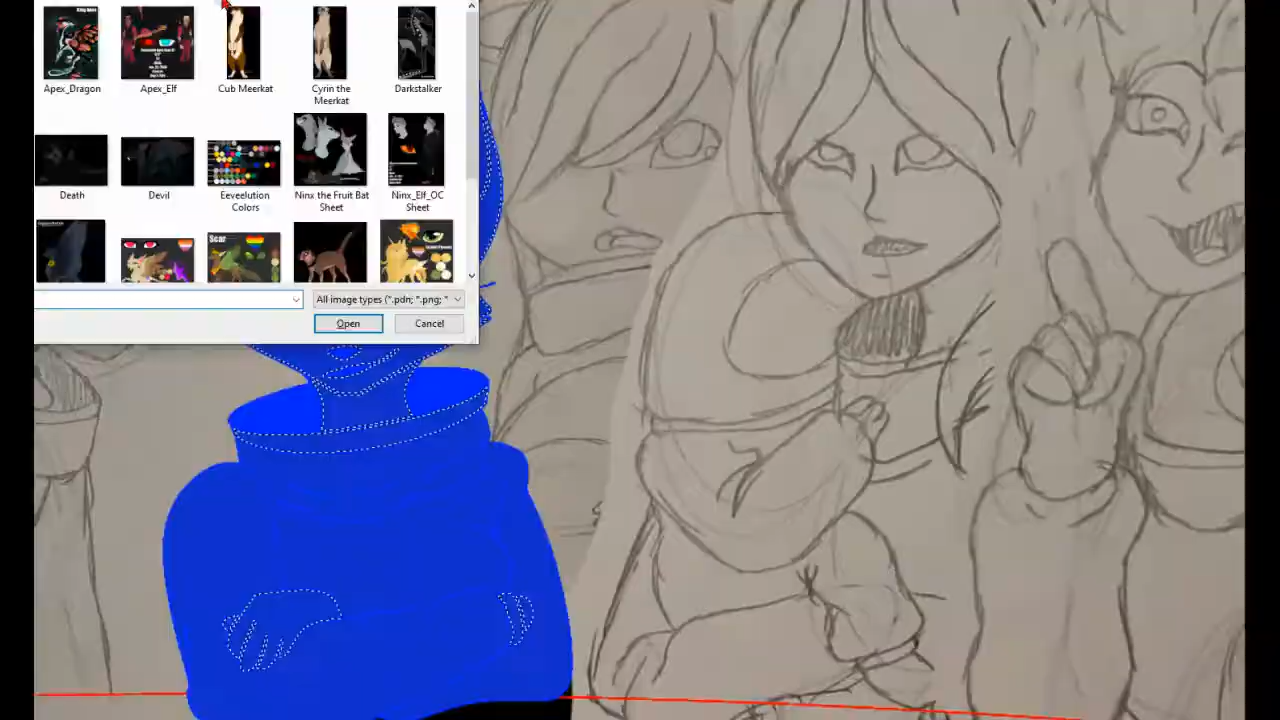 Apex_Dragon
Apex_Elf
Cub Meerkat
Cyrin the
Meerkat
Darkstalker
Death
Devil
Eeveelution
Colors
Ninx the Fruit Bat
Sheet
Ninx_Elf_OC
Sheet
Scar
All image types (*.pdn; *.png; *
Open
Cancel